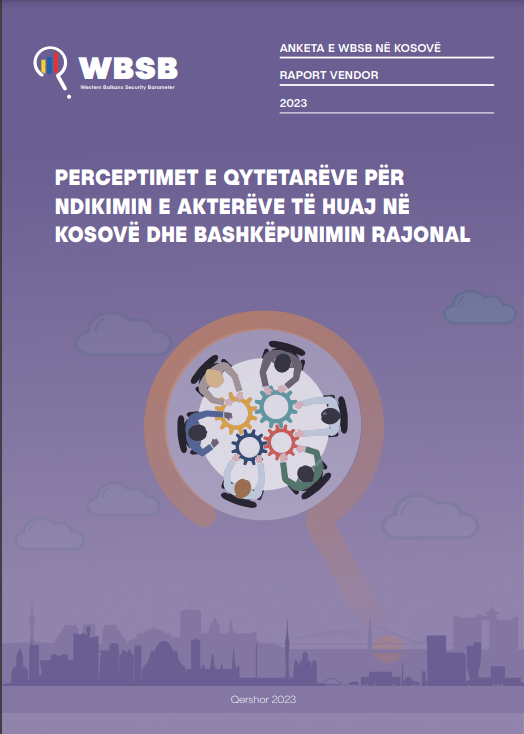 WBSB
Western Balkans Security Barometer
ANKETA E WBSB NË KOSOVË
RAPORT VENDOR
2023
PERCEPTIMET E QYTETARËVE PËR
NDIKIMIN E AKTERËVE TË HUAJ NË
KOSOVË DHE BASHKËPUNIMIN RAJONAL
Qershor 2023